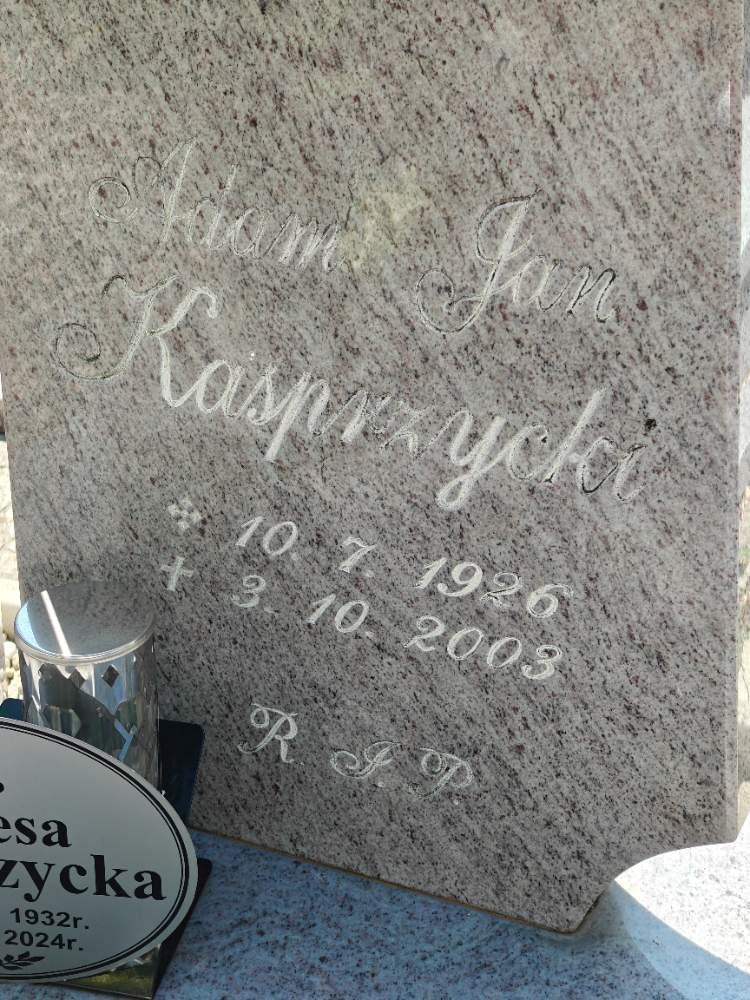 Adam Jan
Kasprzycki
* 10. 7. 1926
+ 3. 10. 2003
R. I. P.
esa
zycka
1932r.
2024r.